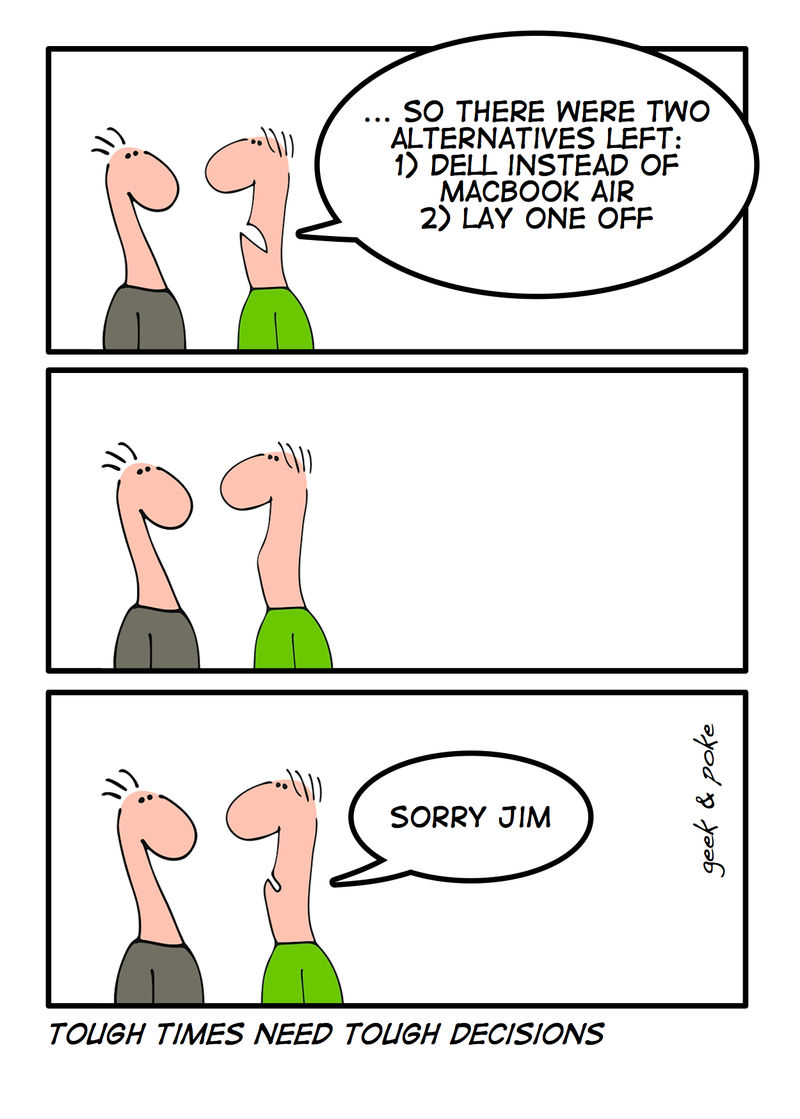 ... SO THERE WERE TWO
ALTERNATIVES LEFT:
1) DELL INSTEAD OF
MACBOOK AIR
2) LAY ONE OFF
SORRY JIM
geek & poke
TOUGH TIMES NEED TOUGH DECISIONS